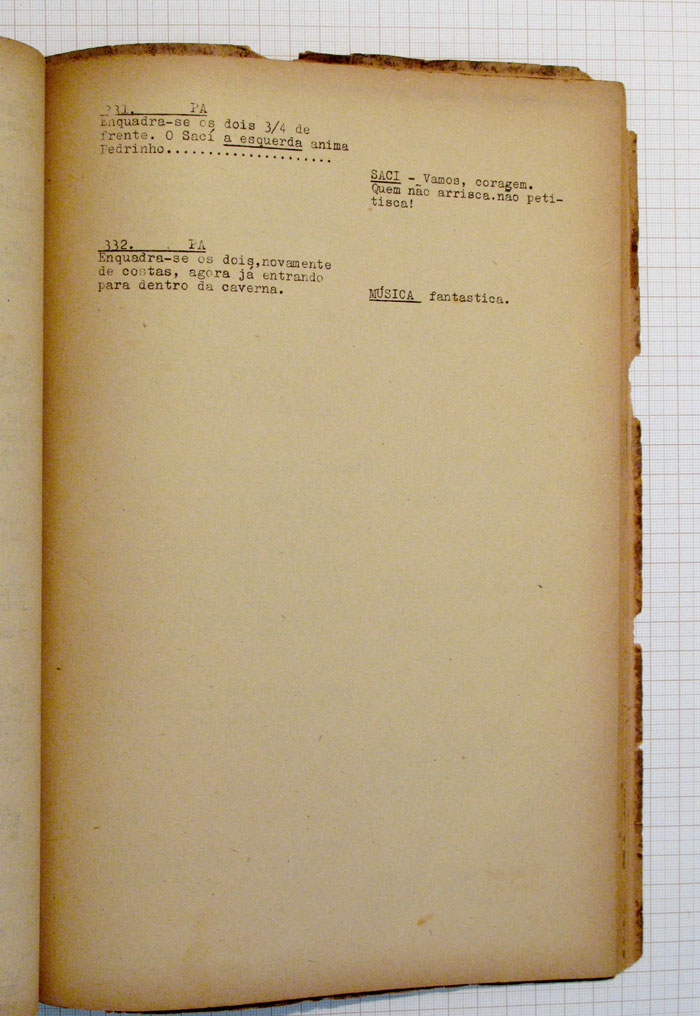 331. PA
Enquadra-se os dois 3/4 de
frente. O Sací a esquerda anima
Pedrinho....................
SACI - Vamos, coragem.
Quem não arrisca.não peti-
tisca!
332. PA
Enquadra-se os dois,novamente
de costas, agora já entrando
para dentro da caverna.
MÚSICA fantastica.